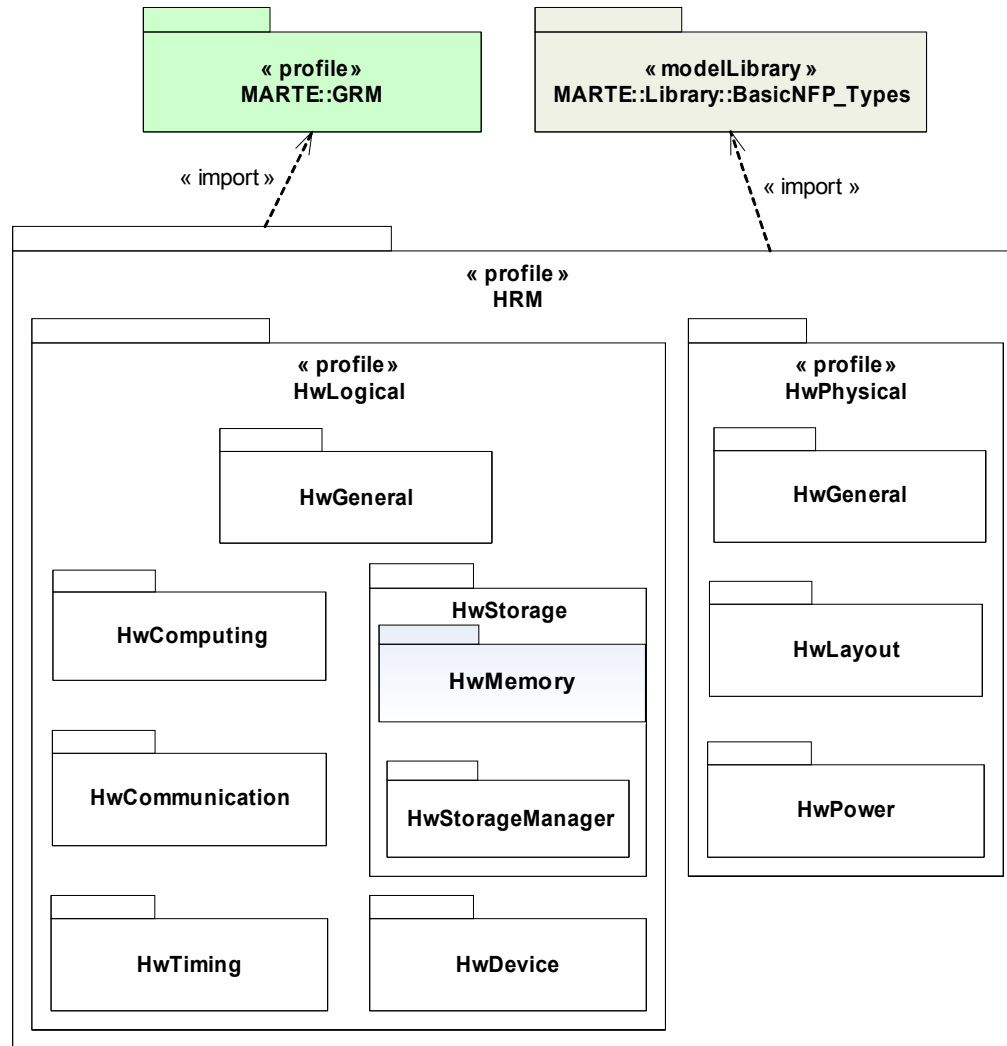 « profile »
MARTE::GRM
« modelLibrary »
MARTE::Library::BasicNFP_Types
« import »
« import »
« profile »
HRM
« profile »
HwLogical
HwGeneral
HwComputing
HwStorage
HwMemory
HwCommunication
HwStorageManager
HwTiming
HwDevice
« profile »
HwPhysical
HwGeneral
HwLayout
HwPower